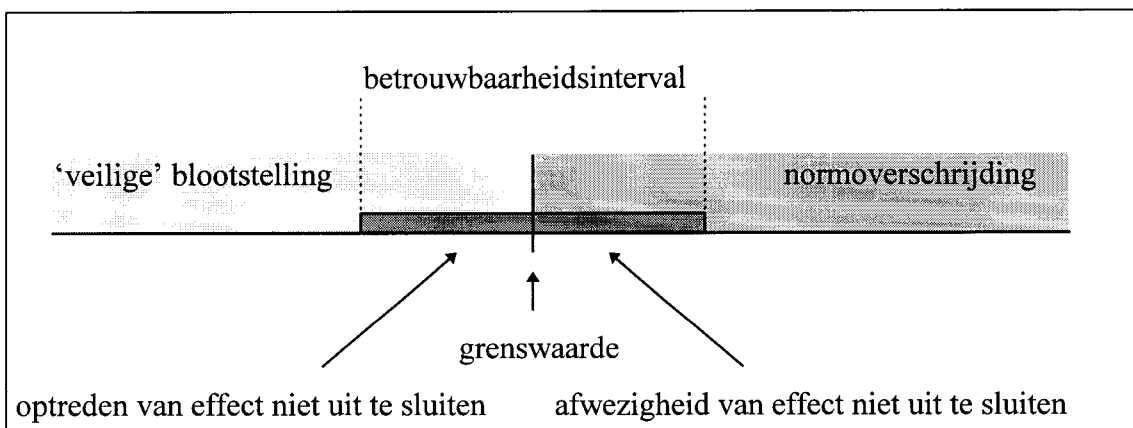 betrouwbaarheidsinterval
‘veilige’ blootstelling
normoverschrijding
grenswaarde
optreden van effect niet uit te sluiten
afwezigheid van effect niet uit te sluiten